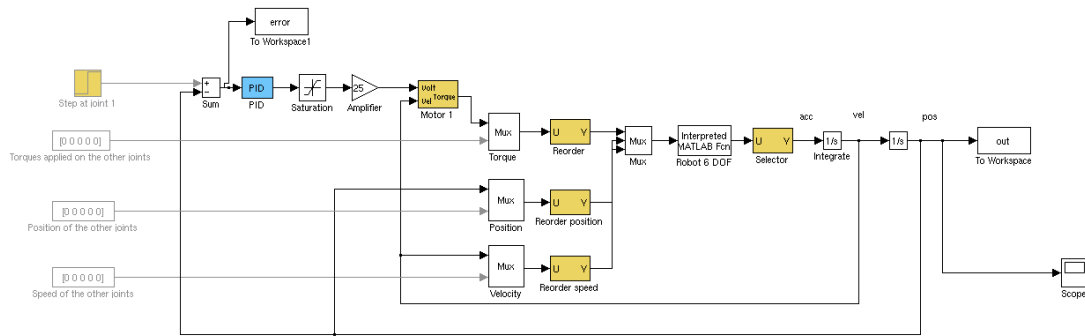 error
To Workspace1
Step at joint 1
+
−
Sum
PID
PID
Saturation
25
Amplifier
Volt
Vel
Torque
Motor 1
[0 0 0 0 0]
Torques applied on the other joints
Mux
Torque
U Y
Reorder
Mux
Mux
Interpreted
MATLAB Fcn
Robot 6 DOF
U Y
Selector
acc
1/s
Integrate
vel
1/s
pos
out
To Workspace
[0 0 0 0 0]
Position of the other joints
Mux
Position
U Y
Reorder position
[0 0 0 0 0]
Speed of the other joints
Mux
Velocity
U Y
Reorder speed
Scope